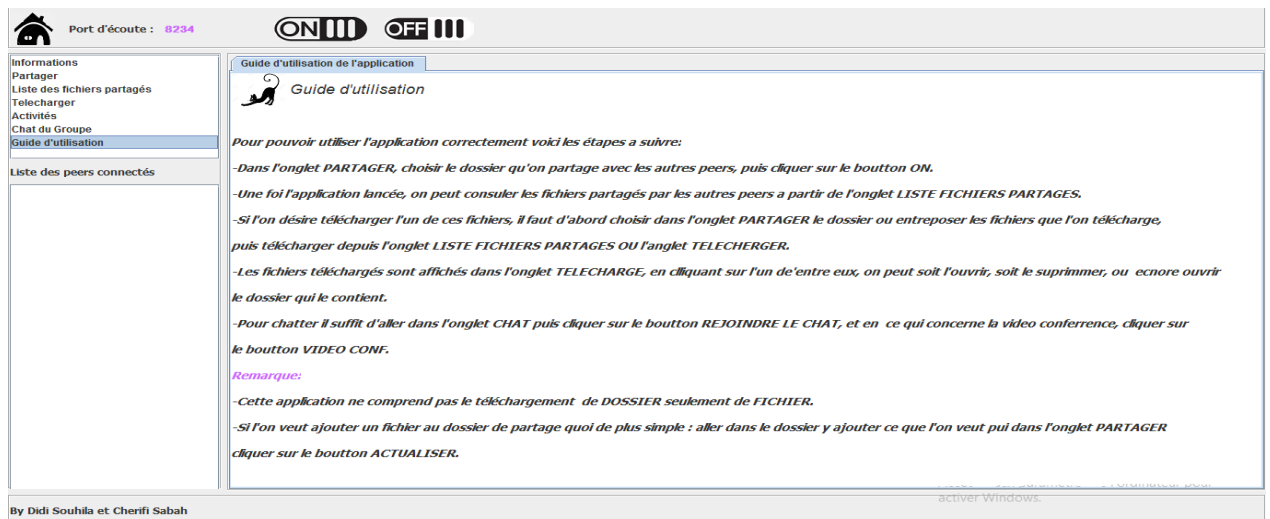 Port d'écoute : 8234
ON OFF
Informations
Partager
Liste des fichiers partagés
Telecharger
Activités
Chat du Groupe
Guide d'utilisation
Liste des peers connectés
Guide d'utilisation de l'application
Guide d'utilisation
Pour pouvoir utiliser l'application correctement voici les étapes a suivre:
-Dans l'onglet PARTAGER, choisir le dossier qu'on partage avec les autres peers, puis cliquer sur le boutton ON.
-Une foi l'application lancée, on peut consuler les fichiers partagés par les autres peers a partir de l'onglet LISTE FICHIERS PARTAGES.
-Si l'on désire télécharger l'un de ces fichiers, il faut d'abord choisir dans l'onglet PARTAGER le dossier ou entreposer les fichiers que l'on télécharge,
puis télécharger depuis l'onglet LISTE FICHIERS PARTAGES OU l'anglet TELECHERGER.
-Les fichiers téléchargés sont affichés dans l'onglet TELECHARGE, en clliquant sur l'un de'entre eux, on peut soit l'ouvrir, soit le suprimmer, ou ecnore ouvrir
le dossier qui le contient.
-Pour chatter il suffit d'aller dans l'onglet CHAT puis cliquer sur le boutton REJOINDRE LE CHAT, et en ce qui concerne la video conferrence, cliquer sur
le boutton VIDEO CONF.
Remarque:
-Cette application ne comprend pas le téléchargement de DOSSIER seulement de FICHIER.
-Si l'on veut ajouter un fichier au dossier de partage quoi de plus simple : aller dans le dossier y ajouter ce que l'on veut pui dans l'onglet PARTAGER
cliquer sur le boutton ACTUALISER.
activer Windows.
By Didi Souhila et Cherifi Sabah